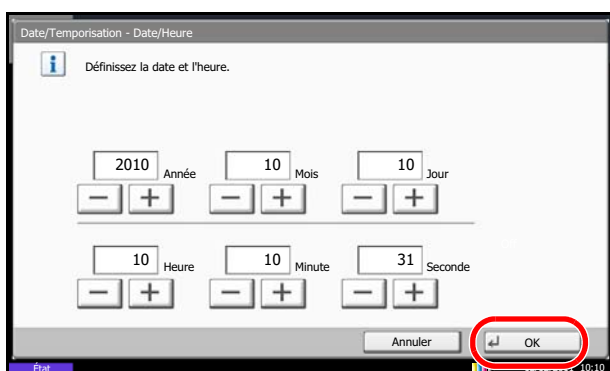 Date/Temporisation - Date/Heure
i Définissez la date et l'heure.
2010 Année 10 Mois 10 Jour
10 Heure 10 Minute 31 Seconde
Annuler OK
État 10:10